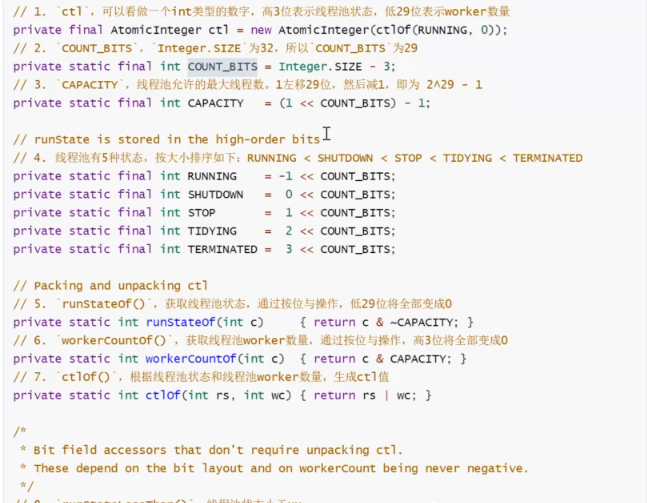 // 1. `ctl`，可以看做一个int类型的数字，高3位表示线程池状态，低29位表示worker数量
private final AtomicInteger ctl = new AtomicInteger(ctlOf(RUNNING, 0));
// 2. `COUNT_BITS`，`Integer.SIZE`为32，所以`COUNT_BITS`为29
private static final int COUNT_BITS = Integer.SIZE - 3;
// 3. `CAPACITY`，线程池允许的最大线程数。1左移29位，然后减1，即为 2^29 - 1
private static final int CAPACITY   = (1 << COUNT_BITS) - 1;

// runState is stored in the high-order bits
// 4. 线程池有5种状态，按大小排序如下：RUNNING < SHUTDOWN < STOP < TIDYING < TERMINATED
private static final int RUNNING    = -1 << COUNT_BITS;
private static final int SHUTDOWN   =  0 << COUNT_BITS;
private static final int STOP       =  1 << COUNT_BITS;
private static final int TIDYING    =  2 << COUNT_BITS;
private static final int TERMINATED =  3 << COUNT_BITS;

// Packing and unpacking ctl
// 5. `runStateOf()`，获取线程池状态，通过按位与操作，低29位将全部变成0
private static int runStateOf(int c)     { return c & ~CAPACITY; }
// 6. `workerCountOf()`，获取线程池worker数量，通过按位与操作，高3位将全部变成0
private static int workerCountOf(int c)  { return c & CAPACITY; }
// 7. `ctlOf()`，根据线程池状态和线程池worker数量，生成ctl值
private static int ctlOf(int rs, int wc) { return rs | wc; }

/*
 * Bit field accessors that don't require unpacking ctl.
 * These depend on the bit layout and on workerCount being never negative.
 */